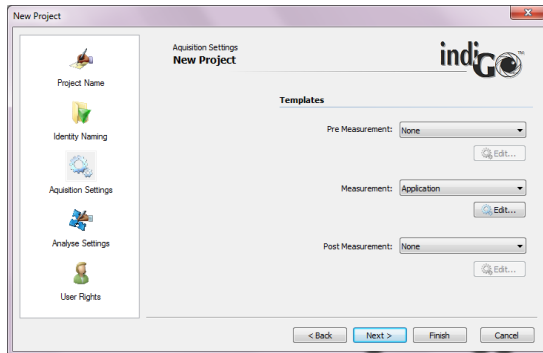 New Project
Project Name
Identity Naming
Aquisition Settings
Analyse Settings
User Rights
Aquisition Settings
New Project
indiGo™
Templates
Pre Measurement: None
Edit...
Measurement: Application
Edit...
Post Measurement: None
Edit...
< Back Next > Finish Cancel